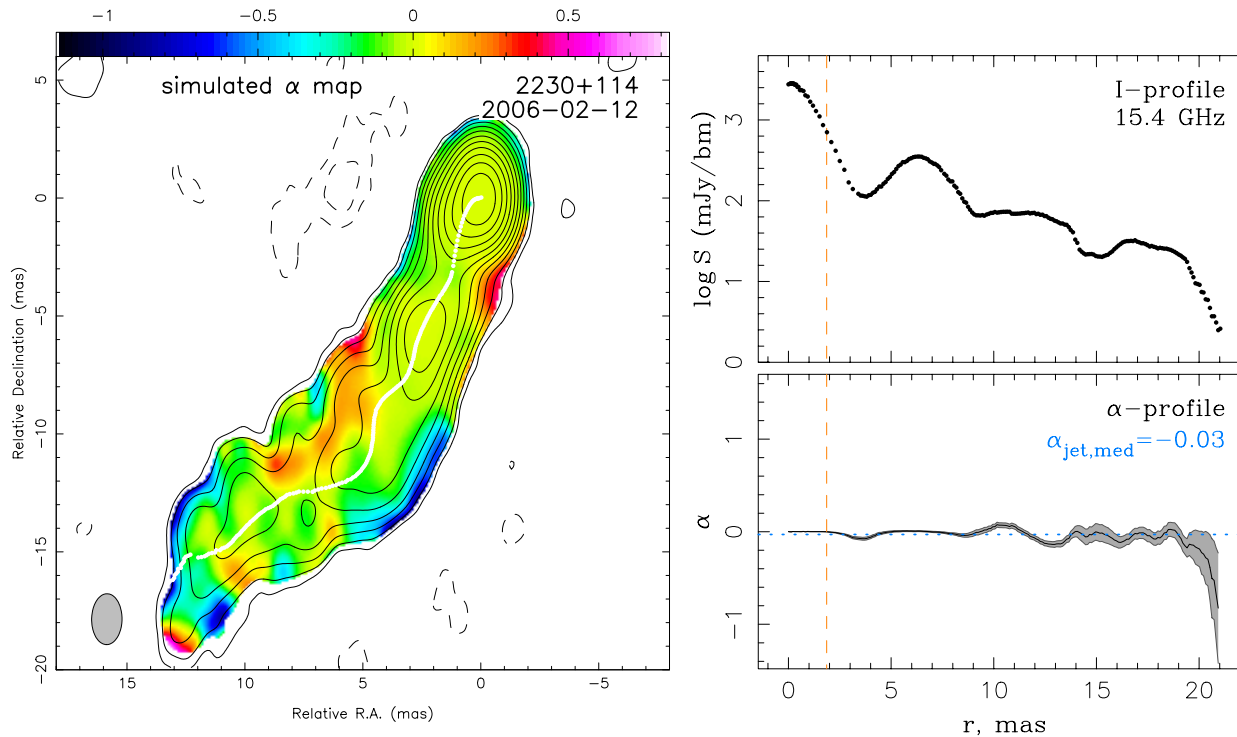 −1 −0.5 0 0.5
simulated α map 2230+114
2006−02−12
5
0
−5
−10
−15
−20
Relative Declination (mas)
15 10 5 0 −5
Relative R.A. (mas)
I−profile
15.4 GHz
3
2
1
0
log S (mJy/bm)
α−profile
αjet,med=−0.03
1
0
−1
α
0 5 10 15 20
r, mas